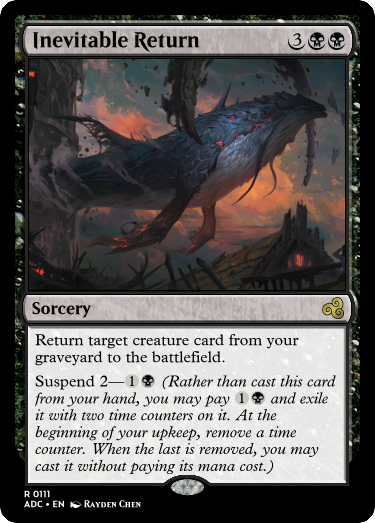 Inevitable Return 3
Sorcery
Return target creature card from your
graveyard to the battlefield.
Suspend 2—1 (Rather than cast this card
from your hand, you may pay 1 and exile
it with two time counters on it. At the
beginning of your upkeep, remove a time
counter. When the last is removed, you may
cast it without paying its mana cost.)
R 0111
ADC • EN Rayden Chen